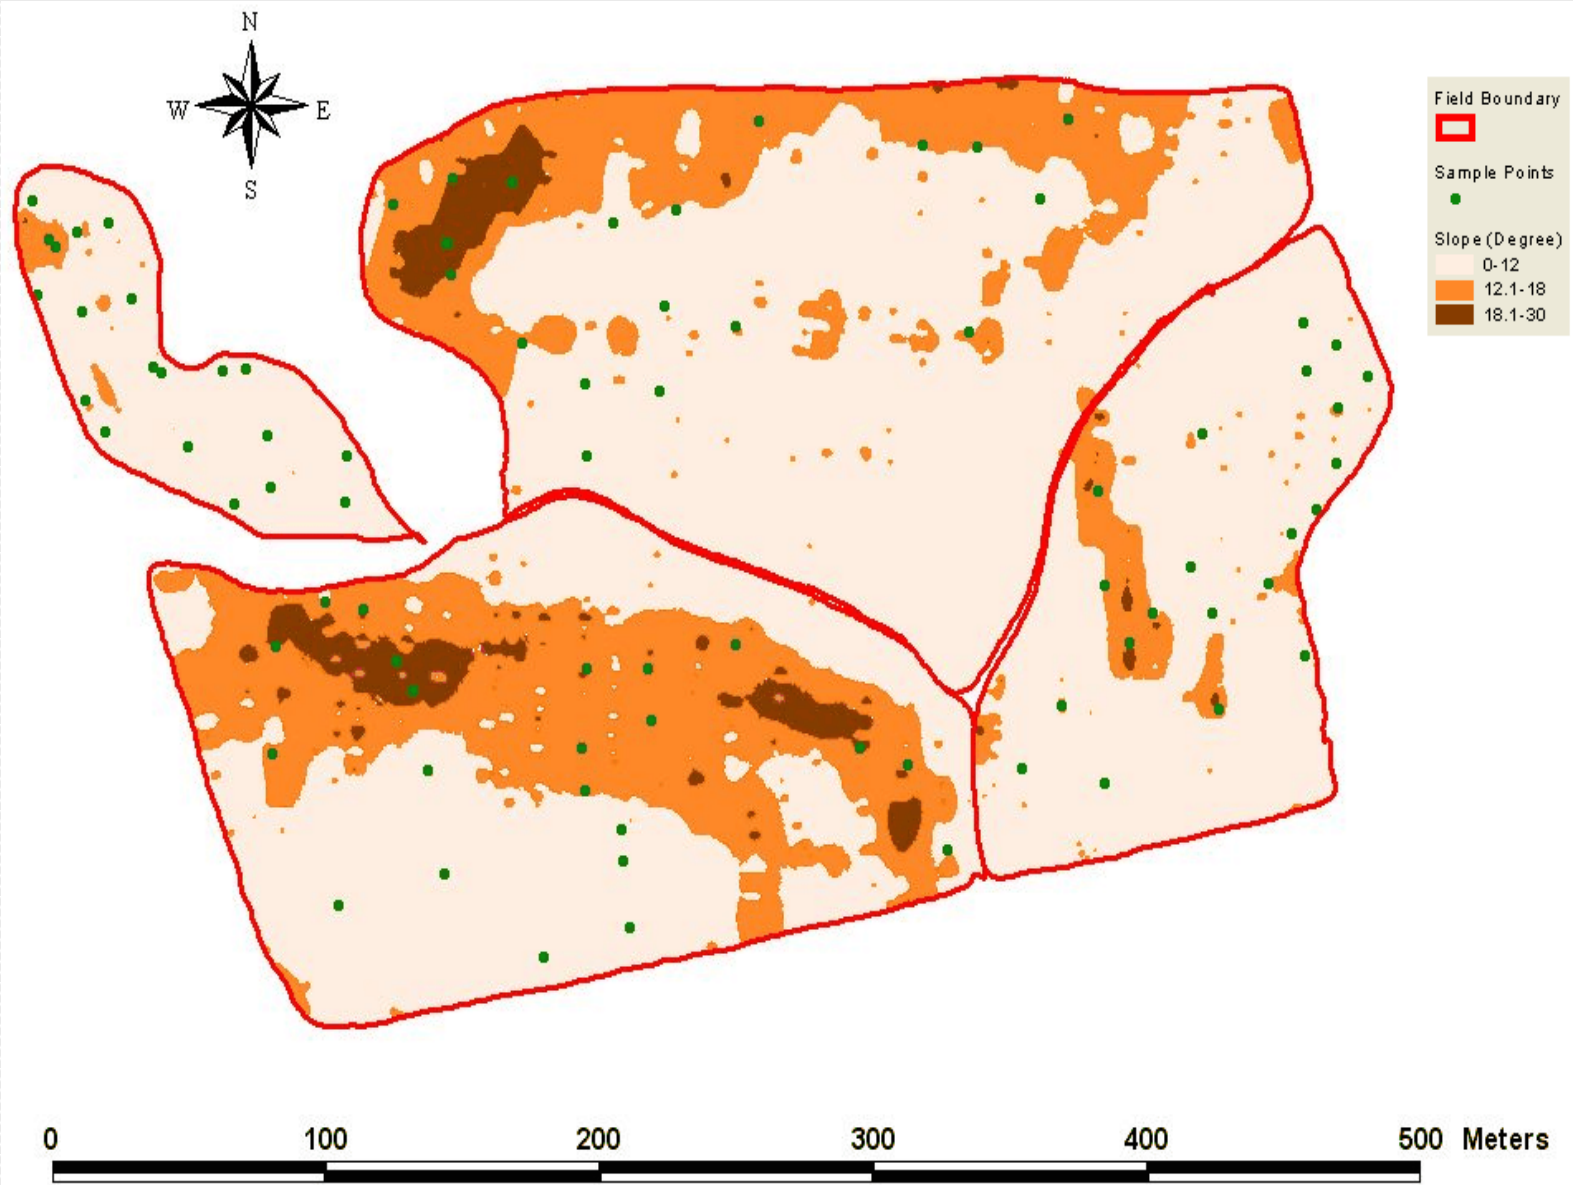 N
W E
S
Field Boundary
Sample Points
Slope (Degree)
0-12
12.1-18
18.1-30
0 100 200 300 400 500 Meters